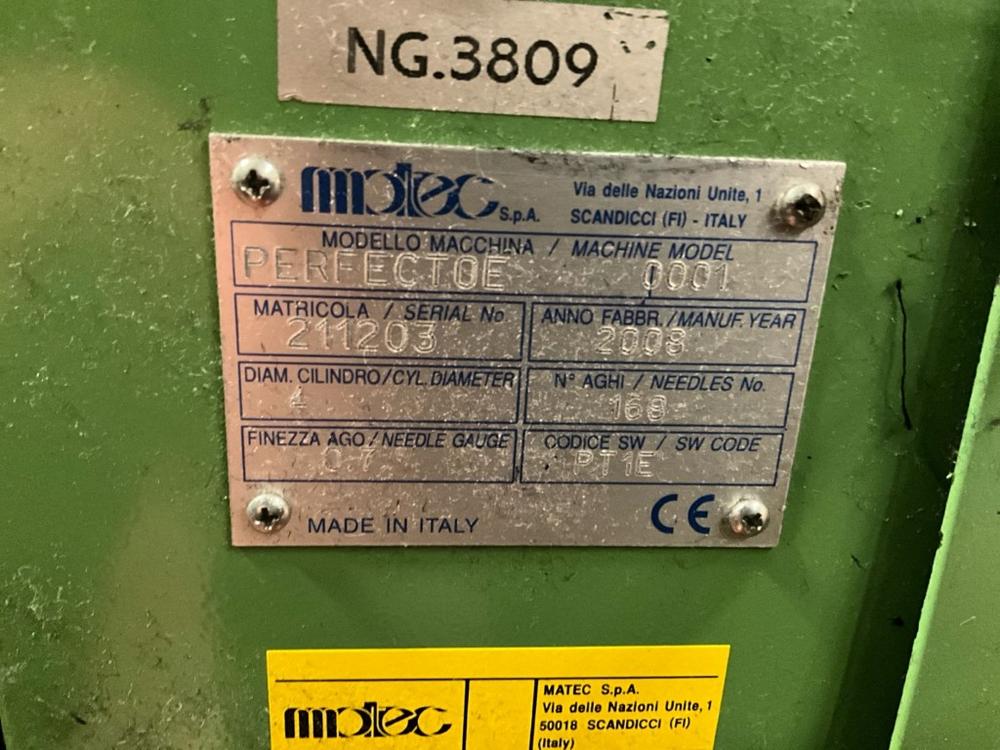 NG.3809
matec S.p.A.
Via delle Nazioni Unite, 1
SCANDICCI (FI) - ITALY
MODELLO MACCHINA / MACHINE MODEL
PERFECT0E 0001
MATRICOLA / SERIAL No
211203
ANNO FABBR./MANUF. YEAR
2008
DIAM. CILINDRO/CYL.DIAMETER
4
N° AGHI / NEEDLES No.
168
FINEZZA AGO / NEEDLE GAUGE
0.7
CODICE SW / SW CODE
PT1E
MADE IN ITALY
CE
matec
MATEC S.p.A.
Via delle Nazioni Unite, 1
50018 SCANDICCI (FI)
(Italy)